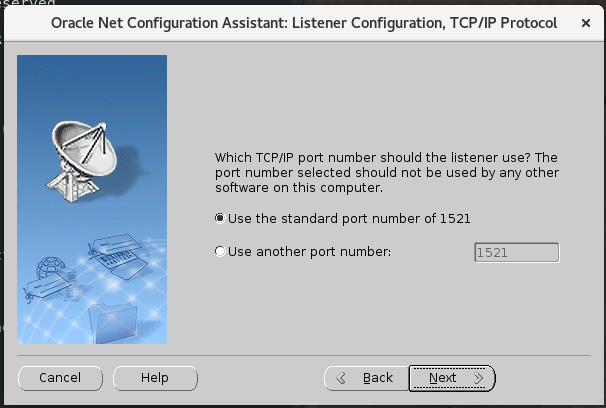 Oracle Net Configuration Assistant: Listener Configuration, TCP/IP Protocol
Which TCP/IP port number should the listener use? The
port number selected should not be used by any other
software on this computer.
Use the standard port number of 1521
Use another port number:
1521
Cancel
Help
Back
Next